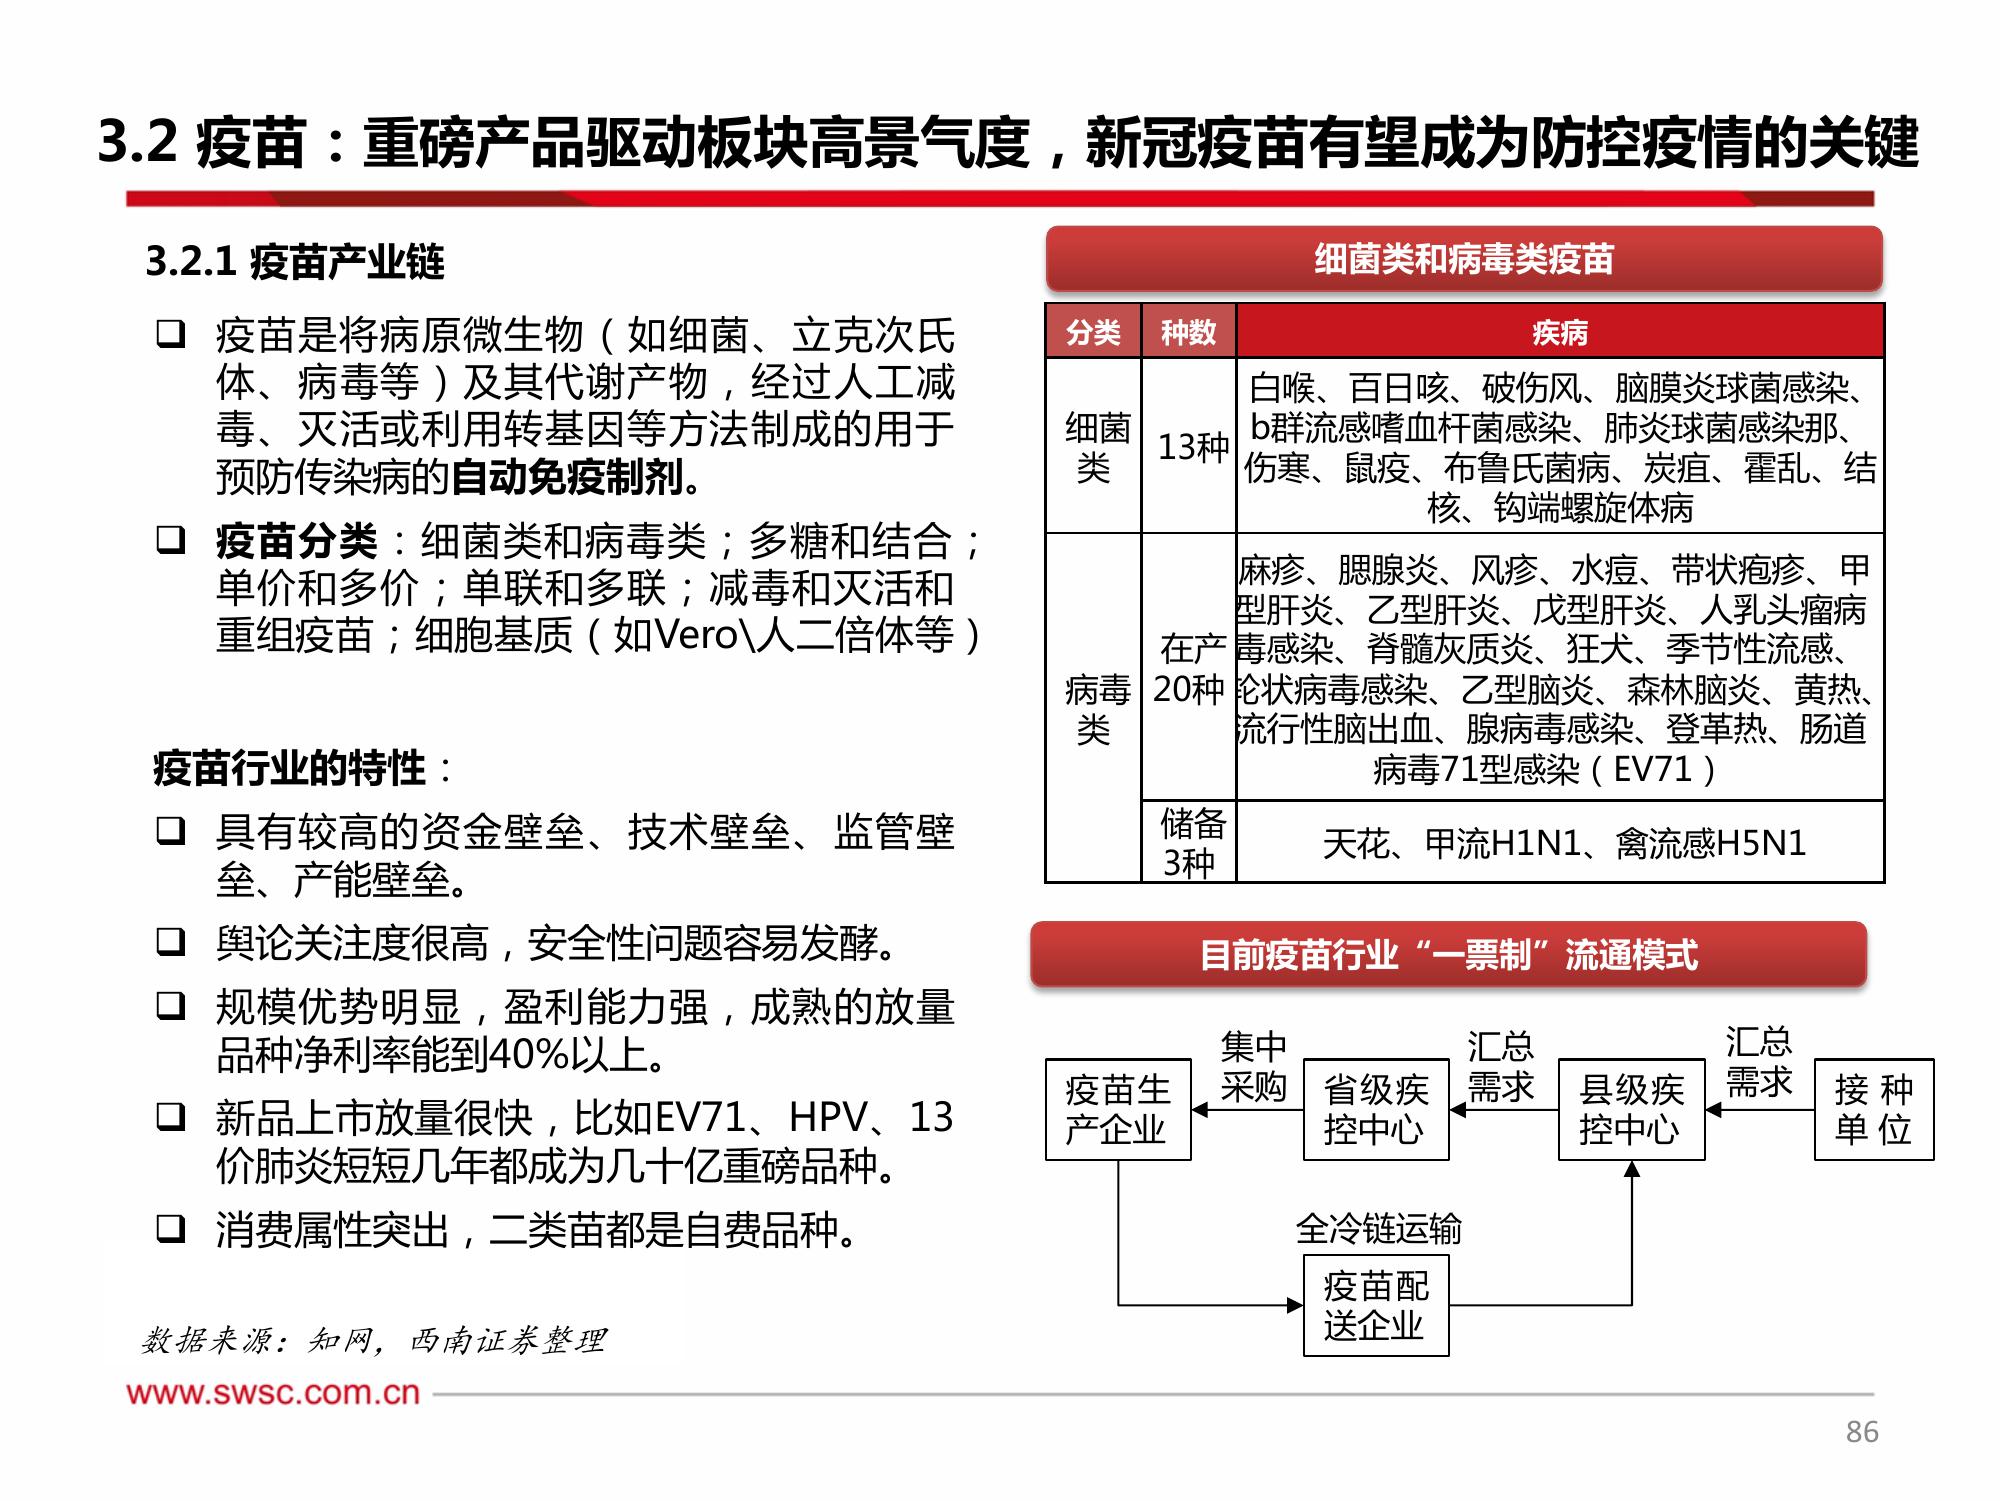 3.2 疫苗：重磅产品驱动板块高景气度，新冠疫苗有望成为防控疫情的关键
3.2.1 疫苗产业链
疫苗是将病原微生物（如细菌、立克次氏
体、病毒等）及其代谢产物，经过人工减
毒、灭活或利用转基因等方法制成的用于
预防传染病的自动免疫制剂。
疫苗分类：细菌类和病毒类；多糖和结合；
单价和多价；单联和多联；减毒和灭活和
重组疫苗；细胞基质（如Vero\人二倍体等）
疫苗行业的特性：
具有较高的资金壁垒、技术壁垒、监管壁
垒、产能壁垒。
舆论关注度很高，安全性问题容易发酵。
规模优势明显，盈利能力强，成熟的放量
品种净利率能到40%以上。
新品上市放量很快，比如EV71、HPV、13
价肺炎短短几年都成为几十亿重磅品种。
消费属性突出，二类苗都是自费品种。
数据来源：知网，西南证券整理
细菌类和病毒类疫苗
分类 种数 疾病
细菌
类
13种
白喉、百日咳、破伤风、脑膜炎球菌感染、
b群流感嗜血杆菌感染、肺炎球菌感染那、
伤寒、鼠疫、布鲁氏菌病、炭疽、霍乱、结
核、钩端螺旋体病
病毒
类
在产
20种
麻疹、腮腺炎、风疹、水痘、带状疱疹、甲
型肝炎、乙型肝炎、戊型肝炎、人乳头瘤病
毒感染、脊髓灰质炎、狂犬、季节性流感、
轮状病毒感染、乙型脑炎、森林脑炎、黄热、
流行性脑出血、腺病毒感染、登革热、肠道
病毒71型感染（EV71）
储备
3种
天花、甲流H1N1、禽流感H5N1
目前疫苗行业“一票制”流通模式
疫苗生
产企业
集中
采购
省级疾
控中心
汇总
需求
县级疾
控中心
汇总
需求
接种
单位
全冷链运输
疫苗配
送企业
www.swsc.com.cn
86